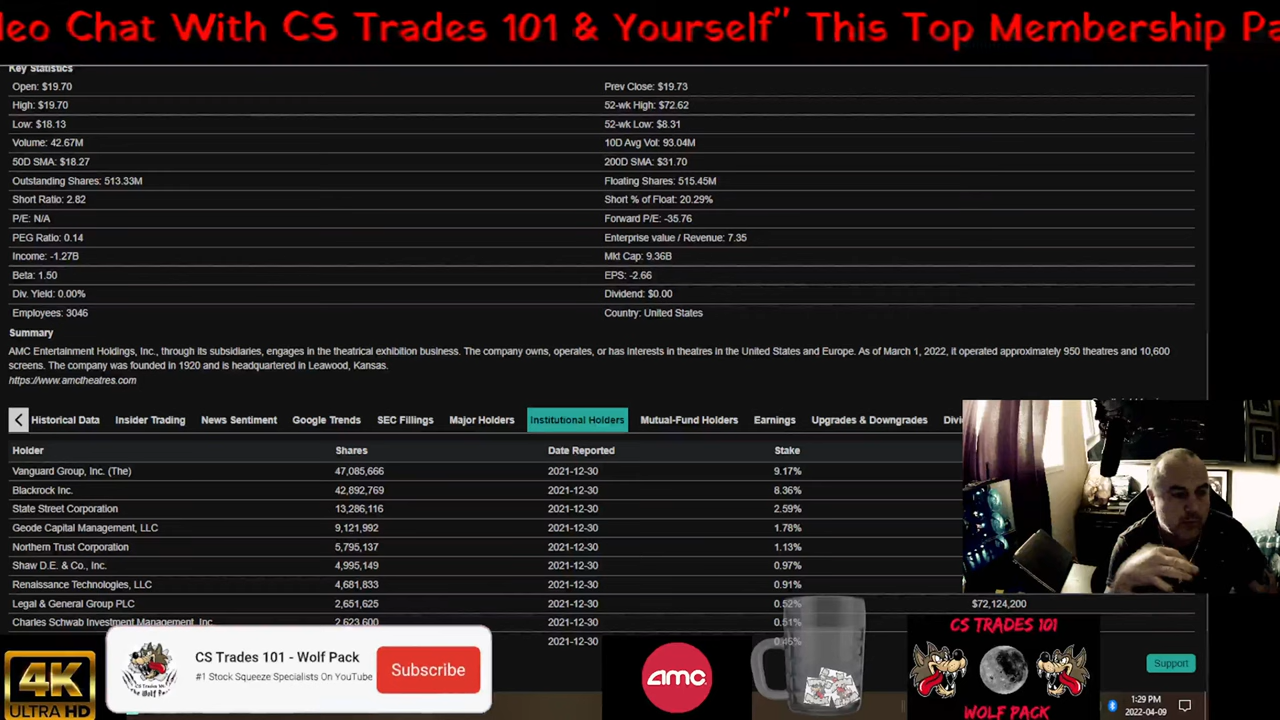 deo Chat With CS Trades 101 & Yourself" This Top Membership Pa
Key Statistics
Open: $19.70
Prev Close: $19.73
High: $19.70
52-wk High: $72.62
Low: $18.13
52-wk Low: $8.31
Volume: 42.67M
10D Avg Vol: 93.04M
50D SMA: $18.27
200D SMA: $31.70
Outstanding Shares: 513.33M
Floating Shares: 515.45M
Short Ratio: 2.82
Short % of Float: 20.29%
P/E: N/A
Forward P/E: -35.76
PEG Ratio: 0.14
Enterprise value / Revenue: 7.35
Income: -1.27B
Mkt Cap: 9.36B
Beta: 1.50
EPS: -2.66
Div. Yield: 0.00%
Dividend: $0.00
Employees: 3046
Country: United States
Summary
AMC Entertainment Holdings, Inc., through its subsidiaries, engages in the theatrical exhibition business. The company owns, operates, or has interests in theatres in the United States and Europe. As of March 1, 2022, it operated approximately 950 theatres and 10,600
screens. The company was founded in 1920 and is headquartered in Leawood, Kansas.
https://www.amctheatres.com
Historical Data Insider Trading News Sentiment Google Trends SEC Fillings Major Holders Institutional Holders Mutual-Fund Holders Earnings Upgrades & Downgrades Divi
Holder Shares Date Reported Stake
Vanguard Group, Inc. (The) 47,085,666 2021-12-30 9.17%
Blackrock Inc. 42,892,769 2021-12-30 8.36%
State Street Corporation 13,286,116 2021-12-30 2.59%
Geode Capital Management, LLC 9,121,992 2021-12-30 1.78%
Northern Trust Corporation 5,795,137 2021-12-30 1.13%
Shaw D.E. & Co., Inc. 4,995,149 2021-12-30 0.97%
Renaissance Technologies, LLC 4,681,833 2021-12-30 0.91%
Legal & General Group PLC 2,651,625 2021-12-30 0.52% $72,124,200
Charles Schwab Investment Management, Inc. 2,623,600 2021-12-30 0.51%
2021-12-30 0.46%
CS Trades 101 - Wolf Pack
#1 Stock Squeeze Specialists On YouTube
Subscribe
4K
ULTRA HD
amc
CS TRADES 101
WOLF PACK
Support
1:29 PM
2022-04-09